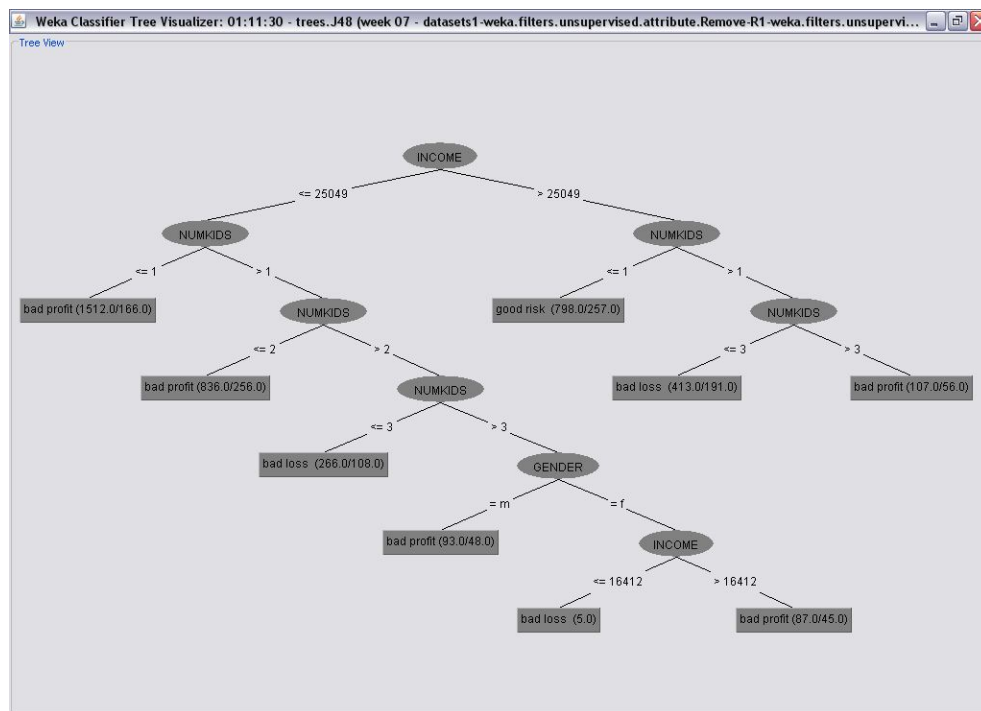 Weka Classifier Tree Visualizer: 01:11:30 - trees.J48 (week 07 - datasets1-weka.filters.unsupervised.attribute.Remove-R1-weka.filters.unsupervi...
Tree View
INCOME
<= 25049
> 25049
NUMKIDS
NUMKIDS
<= 1
> 1
<= 1
> 1
bad profit (1512.0/166.0)
NUMKIDS
good risk (798.0/257.0)
NUMKIDS
<= 2
> 2
<= 3
> 3
bad profit (836.0/256.0)
NUMKIDS
bad loss (413.0/191.0)
bad profit (107.0/56.0)
<= 3
> 3
bad loss (266.0/108.0)
GENDER
= m
= f
bad profit (93.0/48.0)
INCOME
<= 16412
> 16412
bad loss (5.0)
bad profit (87.0/45.0)